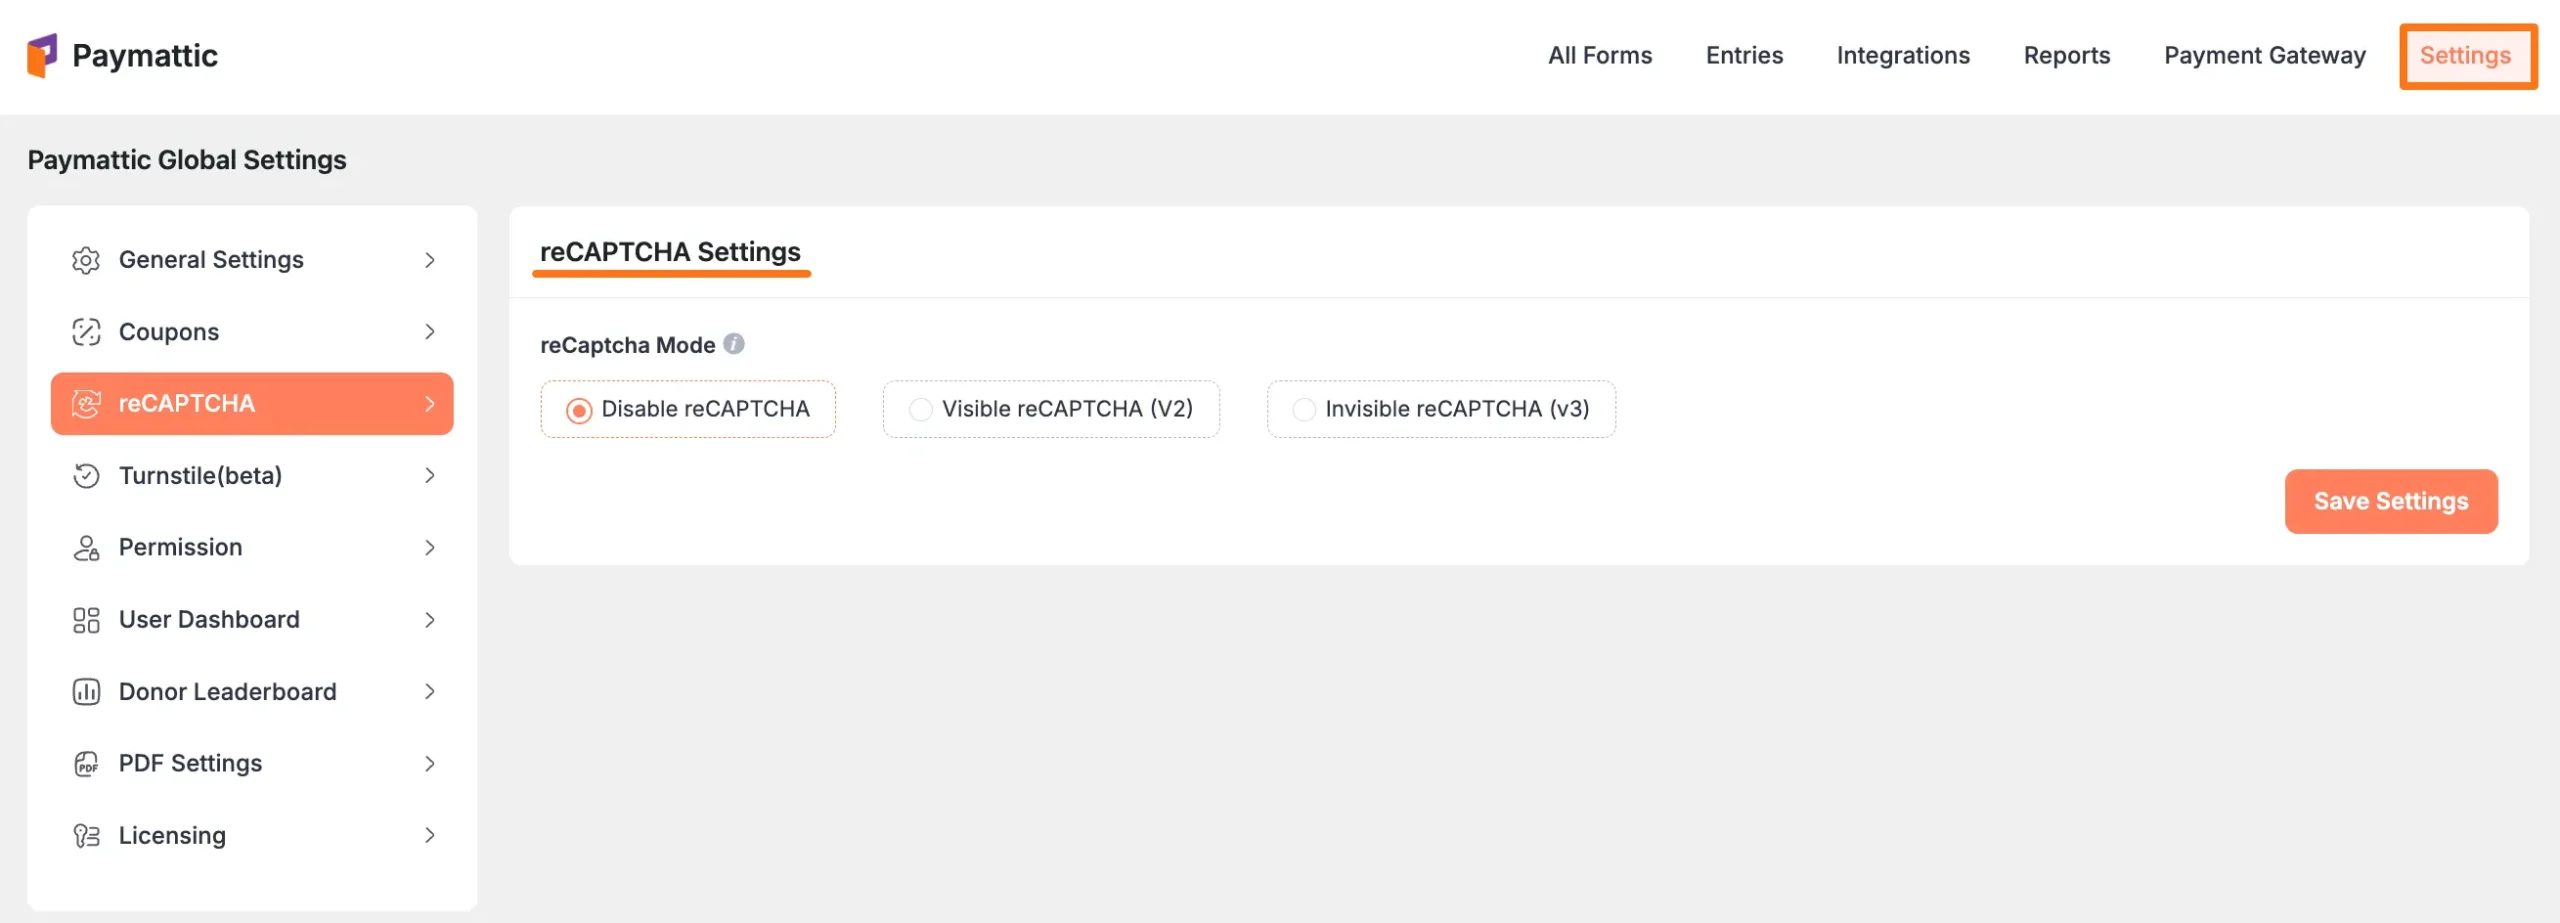 Paymattic
All Forms
Entries
Integrations
Reports
Payment Gateway
Settings
Paymattic Global Settings
General Settings
Coupons
reCAPTCHA
Turnstile(beta)
Permission
User Dashboard
Donor Leaderboard
PDF
PDF Settings
Licensing
reCAPTCHA Settings
reCaptcha Mode
Disable reCAPTCHA
Visible reCAPTCHA (V2)
Invisible reCAPTCHA (v3)
Save Settings